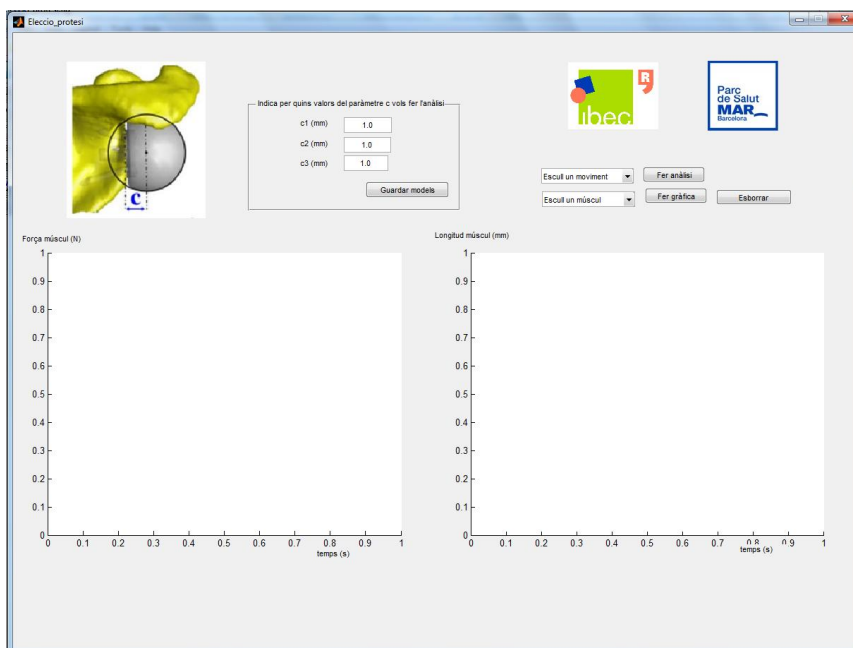 Eleccio_protesi
c
Indica per quins valors del paràmetre c vols fer l'anàlisi
c1 (mm) 1.0
c2 (mm) 1.0
c3 (mm) 1.0
Guardar models
ibec
R
Parc
de Salut
MAR
Barcelona
Escull un moviment Fer anàlisi
Escull un múscul Fer gràfica Esborrar
Força múscul (N)
1
0.9
0.8
0.7
0.6
0.5
0.4
0.3
0.2
0.1
0
0 0.1 0.2 0.3 0.4 0.5 0.6 0.7 0.8 0.9 1
temps (s)
Longitud múscul (mm)
1
0.9
0.8
0.7
0.6
0.5
0.4
0.3
0.2
0.1
0
0 0.1 0.2 0.3 0.4 0.5 0.6 0.7 0.8 0.9 1
temps (s)